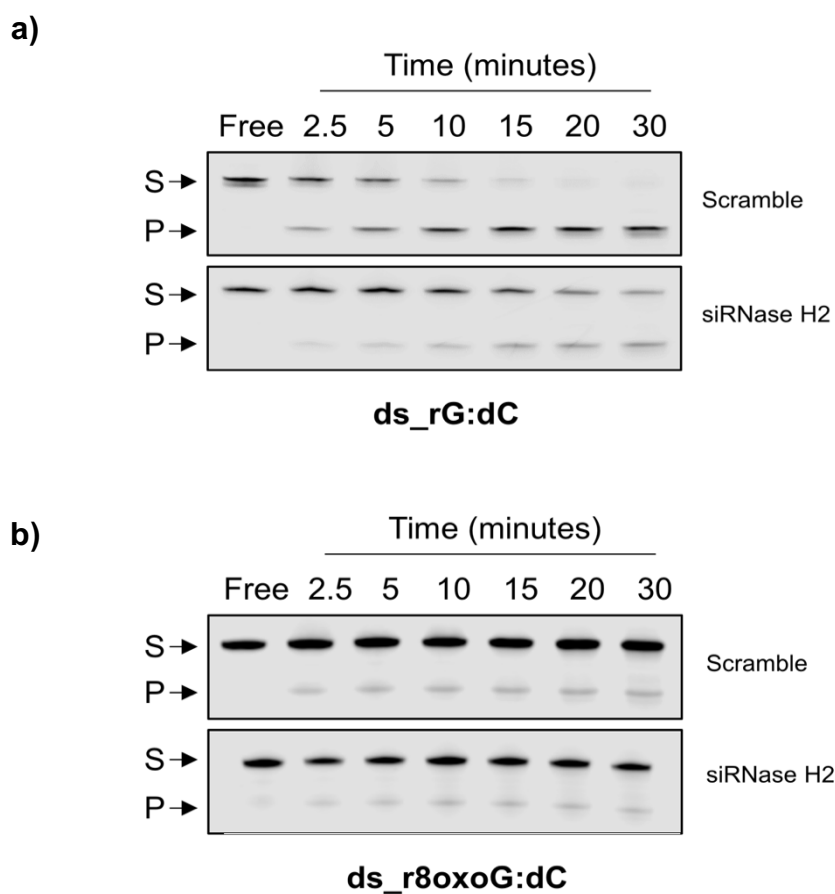 a)
Time (minutes)
Free 2.5 5 10 15 20 30
S
Scramble
P
S
siRNase H2
P
ds_rG:dC
b)
Time (minutes)
Free 2.5 5 10 15 20 30
S
Scramble
P
S
siRNase H2
P
ds_r8oxoG:dC